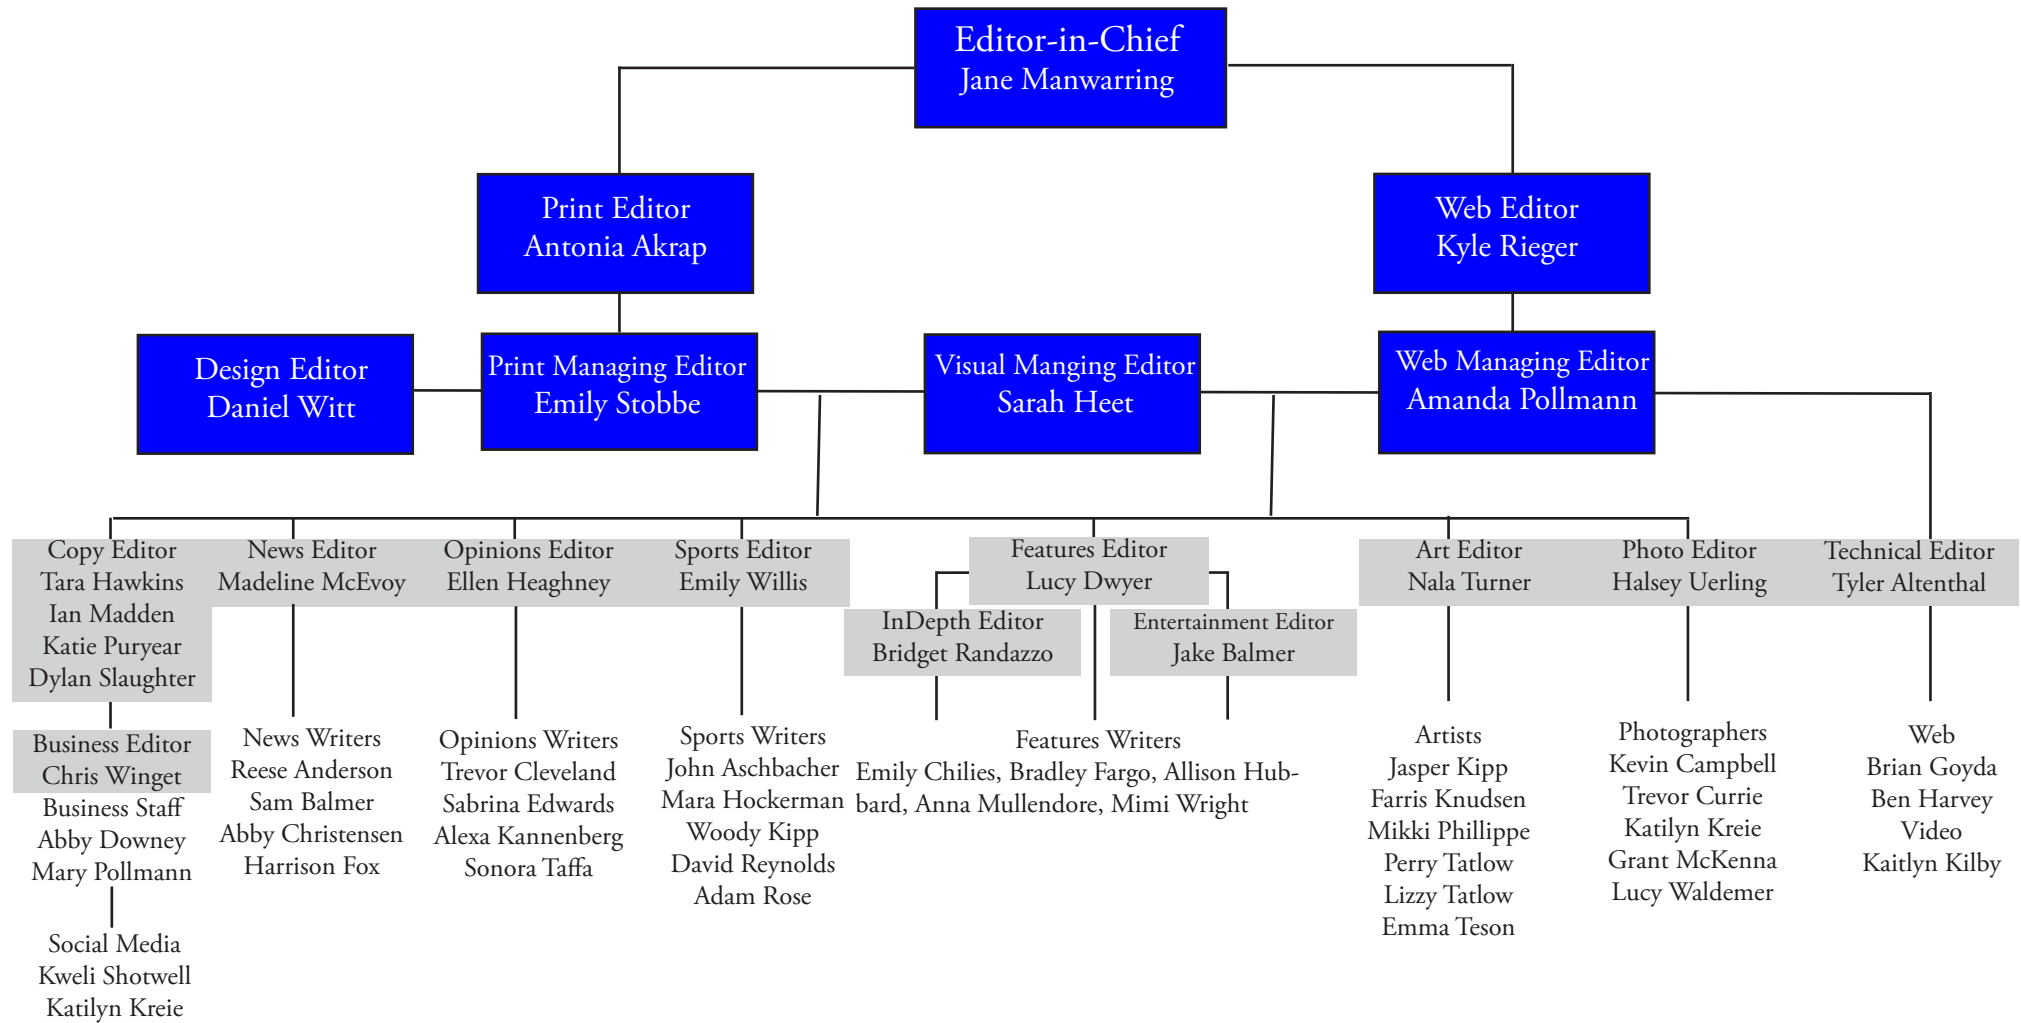 Editor-in-Chief
Jane Manwarring
Print Editor
Antonia Akrap
Web Editor
Kyle Rieger
Design Editor
Daniel Witt
Print Managing Editor
Emily Stobbe
Visual Manging Editor
Sarah Heet
Web Managing Editor
Amanda Pollmann
Copy Editor
Tara Hawkins
Ian Madden
Katie Puryear
Dylan Slaughter
Business Editor
Chris Winget
Business Staff
Abby Downey
Mary Pollmann
Social Media
Kweli Shotwell
Katilyn Kreie
News Editor
Madeline McEvoy
News Writers
Reese Anderson
Sam Balmer
Abby Christensen
Harrison Fox
Opinions Editor
Ellen Heaghney
Opinions Writers
Trevor Cleveland
Sabrina Edwards
Alexa Kannenberg
Sonora Taffa
Sports Editor
Emily Willis
Sports Writers
John Aschbacher
Mara Hockerman
Woody Kipp
David Reynolds
Adam Rose
Features Editor
Lucy Dwyer
InDepth Editor
Bridget Randazzo
Entertainment Editor
Jake Balmer
Features Writers
Emily Chilies, Bradley Fargo, Allison Hub-
bard, Anna Mullendore, Mimi Wright
Art Editor
Nala Turner
Artists
Jasper Kipp
Farris Knudsen
Mikki Phillippe
Perry Tatlow
Lizzy Tatlow
Emma Teson
Photo Editor
Halsey Uerling
Photographers
Kevin Campbell
Trevor Currie
Katilyn Kreie
Grant McKenna
Lucy Waldemer
Technical Editor
Tyler Altenthal
Web
Brian Goyda
Ben Harvey
Video
Kaitlyn Kilby